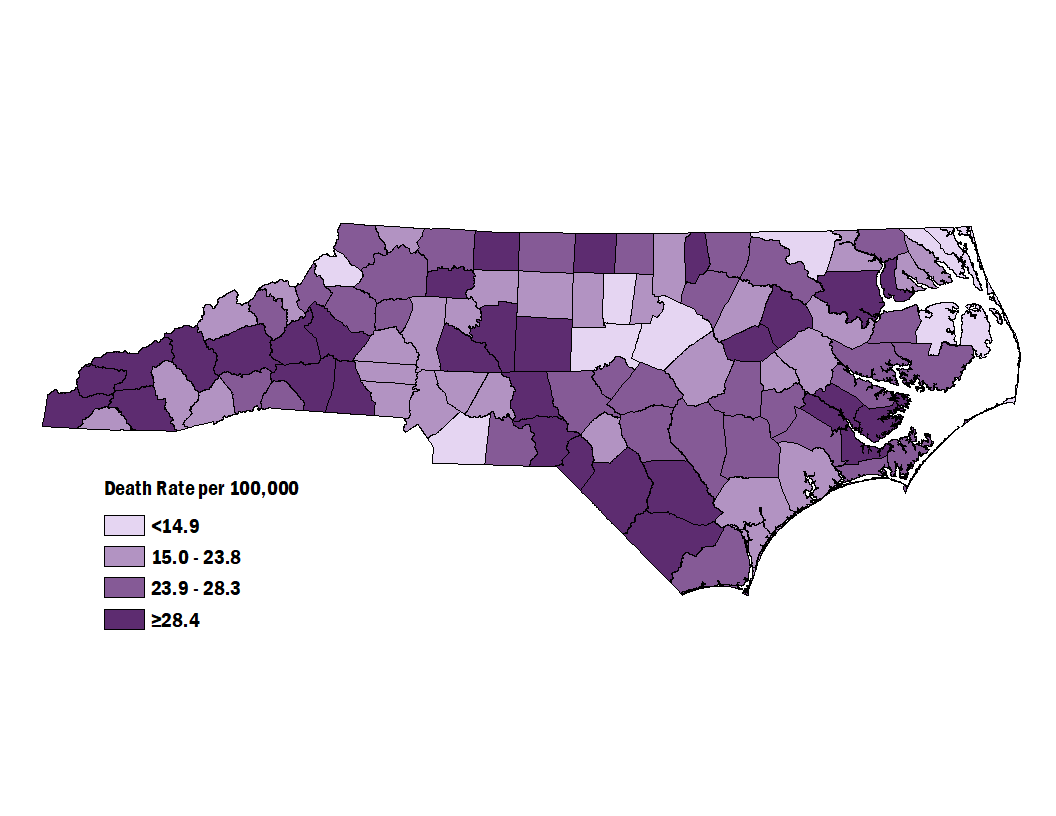 Death Rate per 100,000
<14.9
15.0 - 23.8
23.9 - 28.3
≥28.4